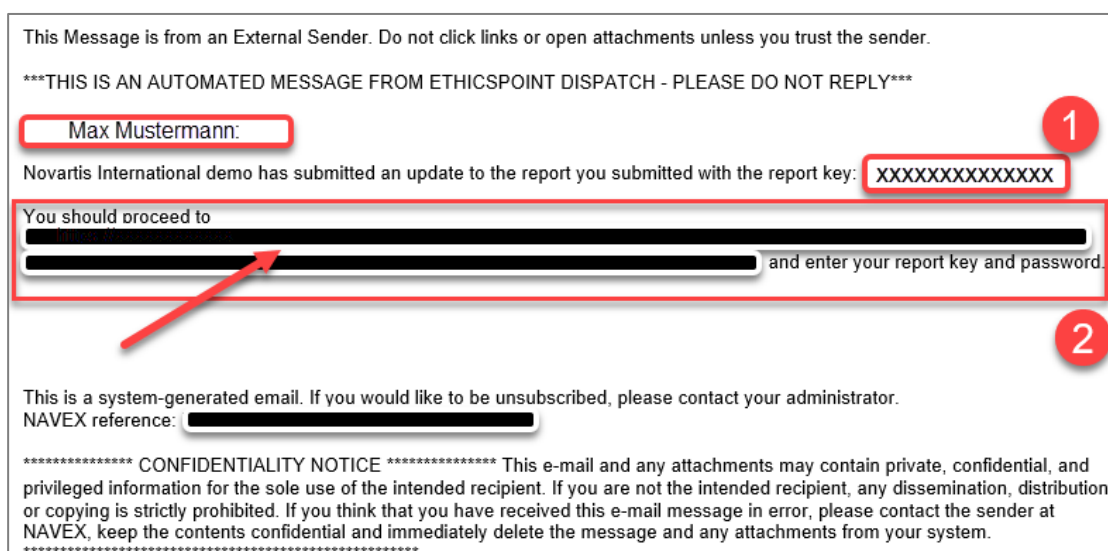 This Message is from an External Sender. Do not click links or open attachments unless you trust the sender.
***THIS IS AN AUTOMATED MESSAGE FROM ETHICSPOINT DISPATCH - PLEASE DO NOT REPLY***
Max Mustermann:
1
Novartis International demo has submitted an update to the report you submitted with the report key: XXXXXXXXXXXXXX
You should proceed to
and enter your report key and password.
2
This is a system-generated email. If you would like to be unsubscribed, please contact your administrator.
NAVEX reference:
*************** CONFIDENTIALITY NOTICE *************** This e-mail and any attachments may contain private, confidential, and
privileged information for the sole use of the intended recipient. If you are not the intended recipient, any dissemination, distribution
or copying is strictly prohibited. If you think that you have received this e-mail message in error, please contact the sender at
NAVEX, keep the contents confidential and immediately delete the message and any attachments from your system.